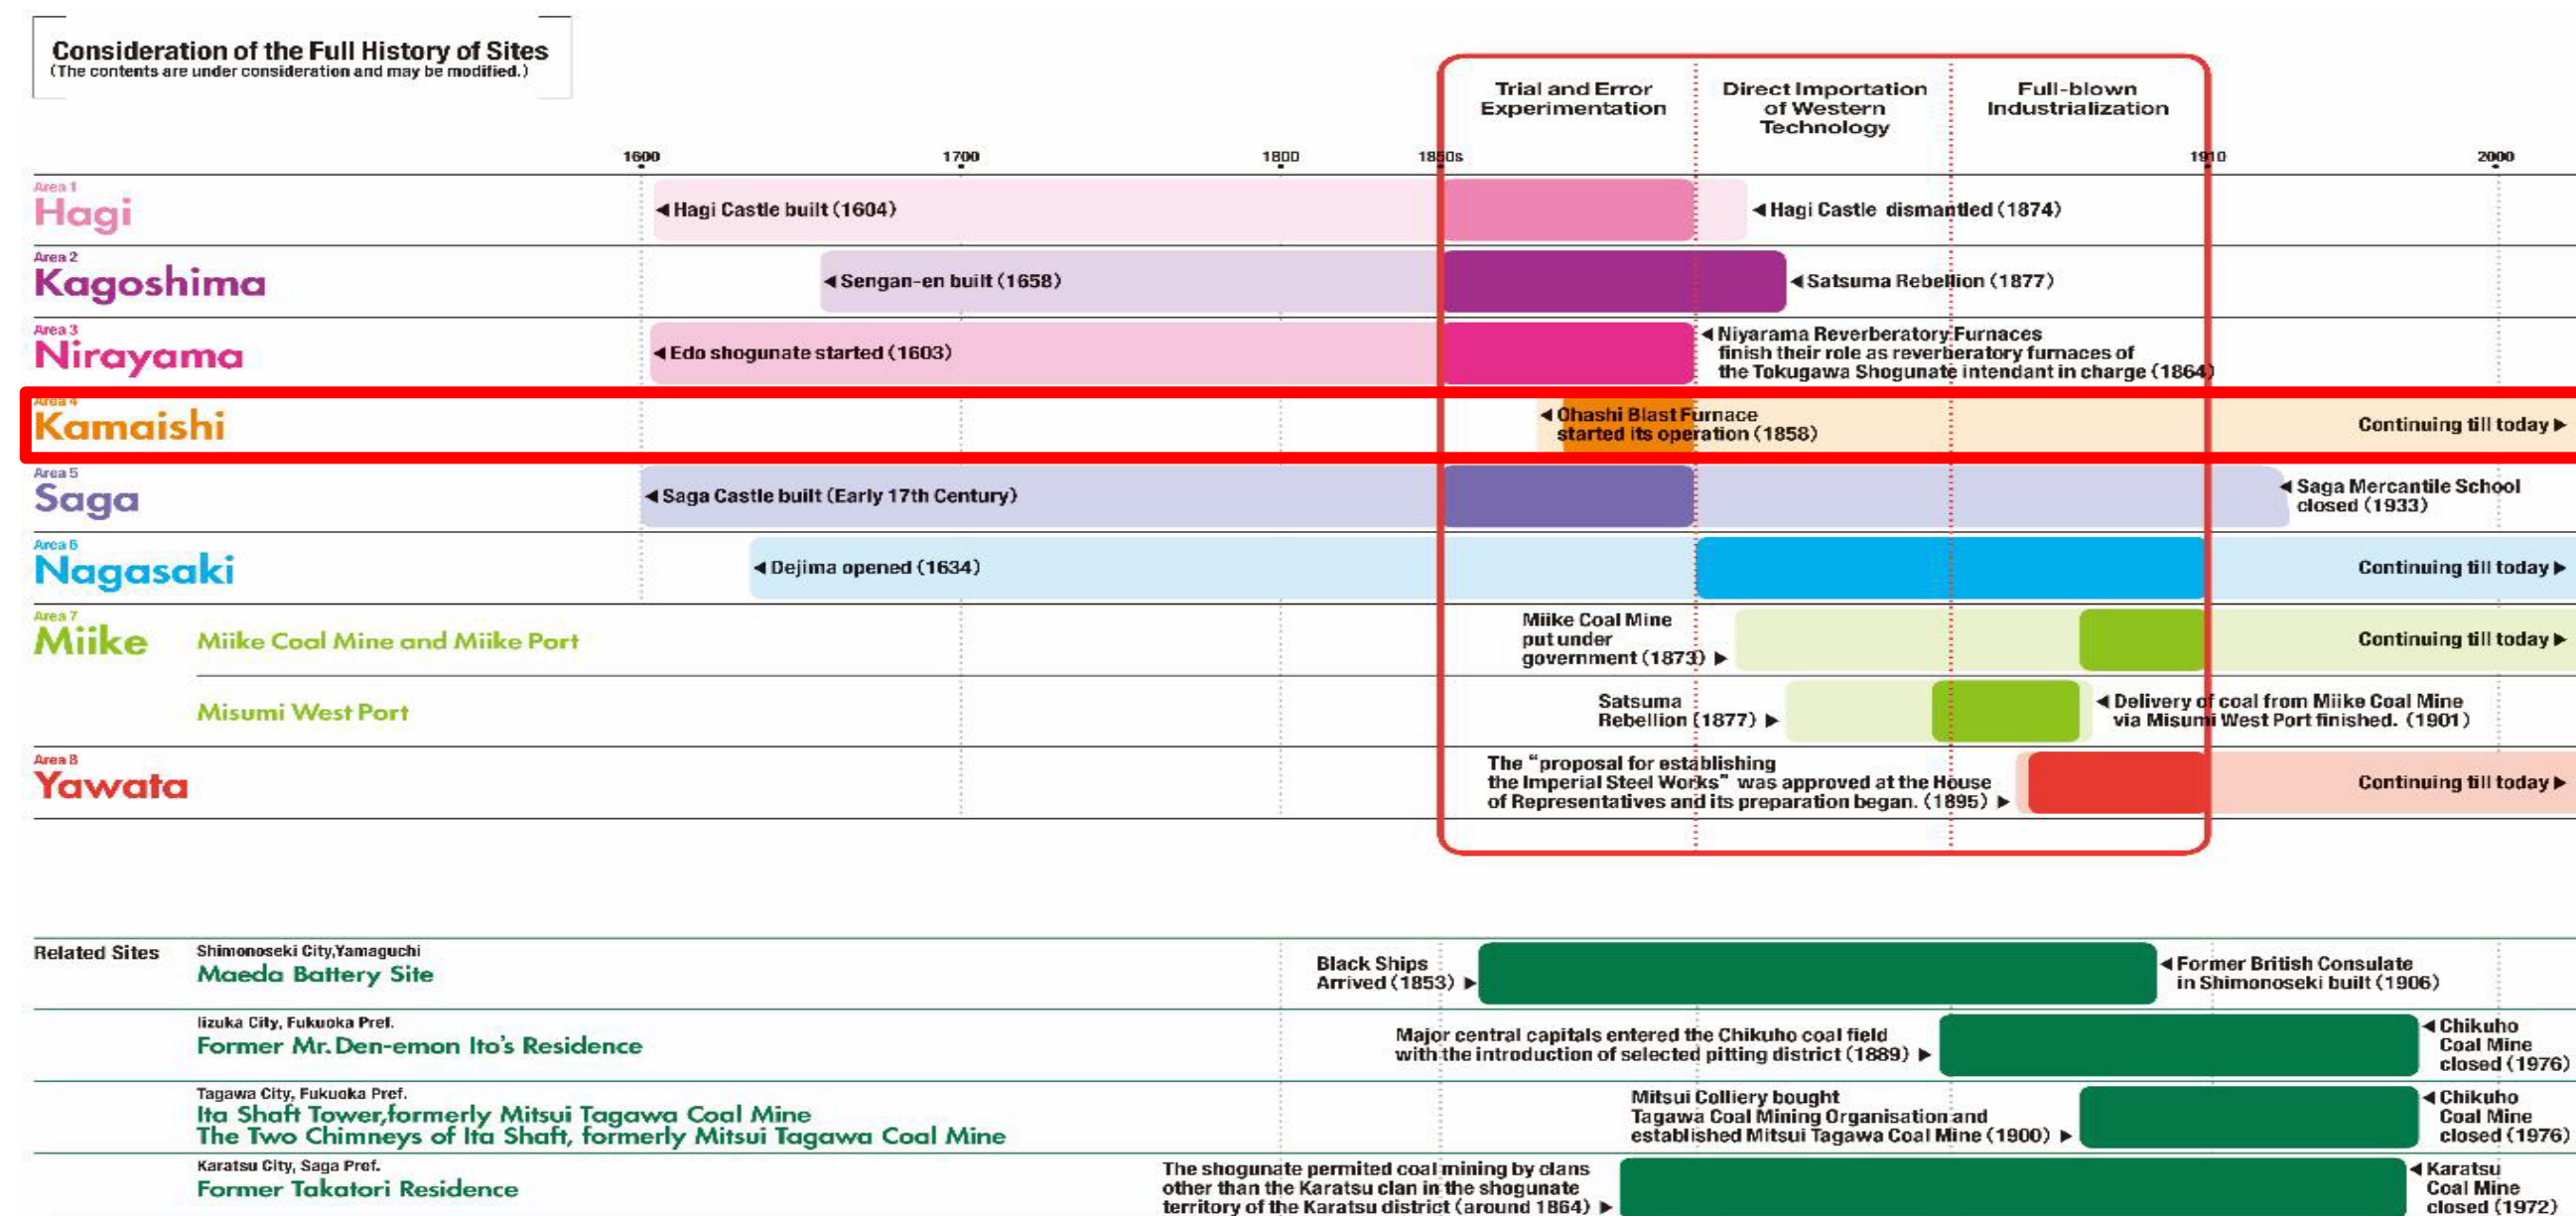 Consideration of the Full History of Sites
(The contents are under consideration and may be modified.)
Trial and Error
Experimentation
Direct Importation
of Western
Technology
Full-blown
Industrialization
1600
1700
1800
1850s
1910
2000
Area 1
Hagi
◀ Hagi Castle built (1604)
◀ Hagi Castle dismantled (1874)
Area 2
Kagoshima
◀ Sengan-en built (1658)
◀ Satsuma Rebellion (1877)
Area 3
Nirayama
◀ Edo shogunate started (1603)
◀ Niyarama Reverberatory Furnaces
finish their role as reverberatory furnaces of
the Tokugawa Shogunate intendant in charge (1864)
Area 4
Kamaishi
◀ Ohashi Blast Furnace
started its operation (1858)
Continuing till today ▶
Area 5
Saga
◀ Saga Castle built (Early 17th Century)
◀ Saga Mercantile School
closed (1933)
Area 6
Nagasaki
◀ Dejima opened (1634)
Continuing till today ▶
Area 7
Miike
Miike Coal Mine and Miike Port
Miike Coal Mine
put under
government (1873) ▶
Continuing till today ▶
Misumi West Port
Satsuma
Rebellion (1877) ▶
◀ Delivery of coal from Miike Coal Mine
via Misumi West Port finished. (1901)
Area 8
Yawata
The “proposal for establishing
the Imperial Steel Works” was approved at the House
of Representatives and its preparation began. (1895) ▶
Continuing till today ▶
Related Sites
Shimonoseki City,Yamaguchi
Maeda Battery Site
Black Ships
Arrived (1853) ▶
◀ Former British Consulate
in Shimonoseki built (1906)
Iizuka City, Fukuoka Pref.
Former Mr. Den-emon Ito's Residence
Major central capitals entered the Chikuho coal field
with the introduction of selected pitting district (1889) ▶
◀ Chikuho
Coal Mine
closed (1976)
Tagawa City, Fukuoka Pref.
Ita Shaft Tower,formerly Mitsui Tagawa Coal Mine
The Two Chimneys of Ita Shaft, formerly Mitsui Tagawa Coal Mine
Mitsui Colliery bought
Tagawa Coal Mining Organisation and
established Mitsui Tagawa Coal Mine (1900) ▶
◀ Chikuho
Coal Mine
closed (1976)
Karatsu City, Saga Pref.
Former Takatori Residence
The shogunate permited coal mining by clans
other than the Karatsu clan in the shogunate
territory of the Karatsu district (around 1864) ▶
◀ Karatsu
Coal Mine
closed (1972)